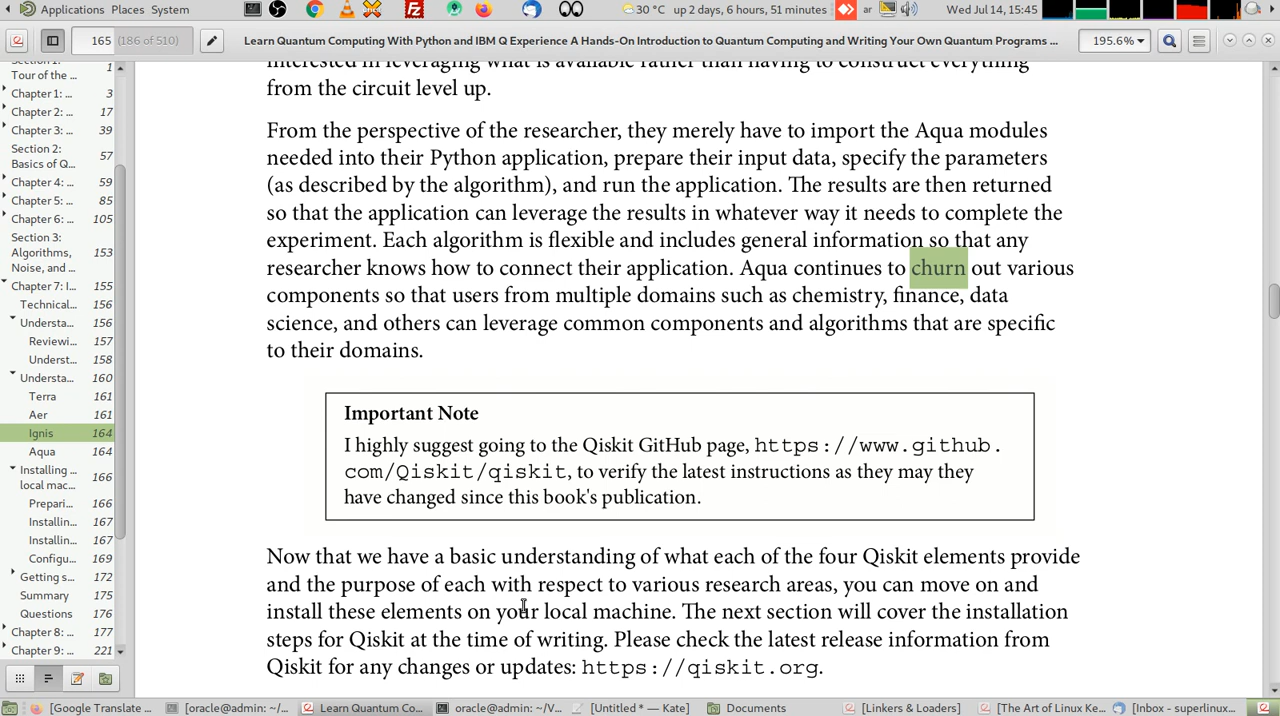 Applications Places System
30 °C up 2 days, 6 hours, 51 minutes
ar
Wed Jul 14, 15:45
165 (186 of 510)
Learn Quantum Computing With Python and IBM Q Experience A Hands-On Introduction to Quantum Computing and Writing Your Own Quantum Programs ...
195.6%
Section 1:
Tour of the ... 1
Chapter 1: ... 3
Chapter 2: ... 17
Chapter 3: ... 39
Section 2:
Basics of Q... 57
Chapter 4: ... 59
Chapter 5: ... 85
Chapter 6: ... 105
Section 3:
Algorithms,
Noise, and ... 153
Chapter 7: I... 155
Technical...
Understa... 156
Reviewi... 157
Underst... 158
Understa... 160
Terra 161
Aer 161
Ignis 164
Aqua 164
Installing
local mac... 166
Prepari... 166
Installin... 167
Installin... 167
Configu... 169
Getting s... 172
Summary 175
Questions 176
Chapter 8: ... 177
Chapter 9: ... 221
interested in leveraging what is available rather than having to construct everything
from the circuit level up.
From the perspective of the researcher, they merely have to import the Aqua modules
needed into their Python application, prepare their input data, specify the parameters
(as described by the algorithm), and run the application. The results are then returned
so that the application can leverage the results in whatever way it needs to complete the
experiment. Each algorithm is flexible and includes general information so that any
researcher knows how to connect their application. Aqua continues to churn out various
components so that users from multiple domains such as chemistry, finance, data
science, and others can leverage common components and algorithms that are specific
to their domains.
Important Note
I highly suggest going to the Qiskit GitHub page, https://www.github.
com/Qiskit/qiskit, to verify the latest instructions as they may they
have changed since this book's publication.
Now that we have a basic understanding of what each of the four Qiskit elements provide
and the purpose of each with respect to various research areas, you can move on and
install these elements on your local machine. The next section will cover the installation
steps for Qiskit at the time of writing. Please check the latest release information from
Qiskit for any changes or updates: https://qiskit.org.
[Google Translate ...
[oracle@admin: ~/...
Learn Quantum Co...
oracle@admin: ~/V...
[Untitled * — Kate]
Documents
[Linkers & Loaders]
[The Art of Linux Ke...
[Inbox - superlinux...